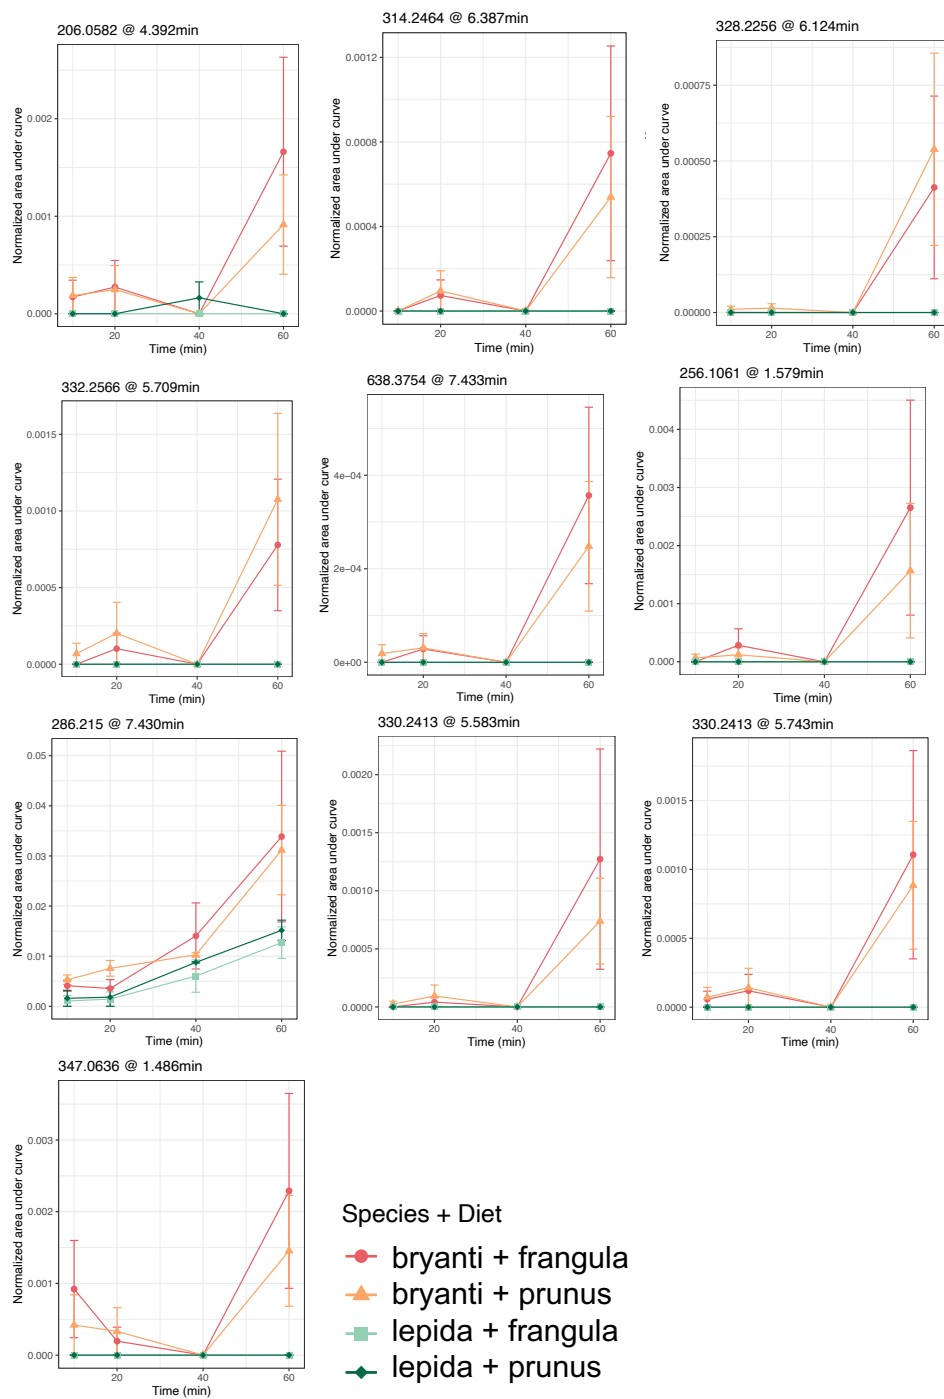 206.0582 @ 4.392min
Normalized area under curve
0.002
0.001
0.000
20
40
60
Time (min)
314.2464 @ 6.387min
Normalized area under curve
0.0012
0.0008
0.0004
0.0000
20
40
60
Time (min)
328.2256 @ 6.124min
Normalized area under curve
0.00075
0.00050
0.00025
0.00000
20
40
60
Time (min)
332.2566 @ 5.709min
Normalized area under curve
0.0015
0.0010
0.0005
0.0000
20
40
60
Time (min)
638.3754 @ 7.433min
Normalized area under curve
4e−04
2e−04
0e+00
20
40
60
Time (min)
256.1061 @ 1.579min
Normalized area under curve
0.004
0.003
0.002
0.001
0.000
20
40
60
Time (min)
286.215 @ 7.430min
Normalized area under curve
0.05
0.04
0.03
0.02
0.01
0.00
20
40
60
Time (min)
330.2413 @ 5.583min
Normalized area under curve
0.0020
0.0015
0.0010
0.0005
0.0000
20
40
60
Time (min)
330.2413 @ 5.743min
Normalized area under curve
0.0015
0.0010
0.0005
0.0000
20
40
60
Time (min)
347.0636 @ 1.486min
Normalized area under curve
0.003
0.002
0.001
0.000
20
40
60
Time (min)
Species + Diet
bryanti + frangula
bryanti + prunus
lepida + frangula
lepida + prunus